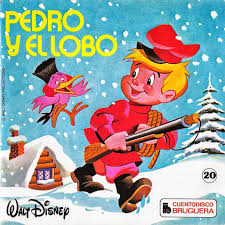 PEDRO
Y EL LOBO
20
WALT DISNEY
CUENTODISCO
BRUGUERA